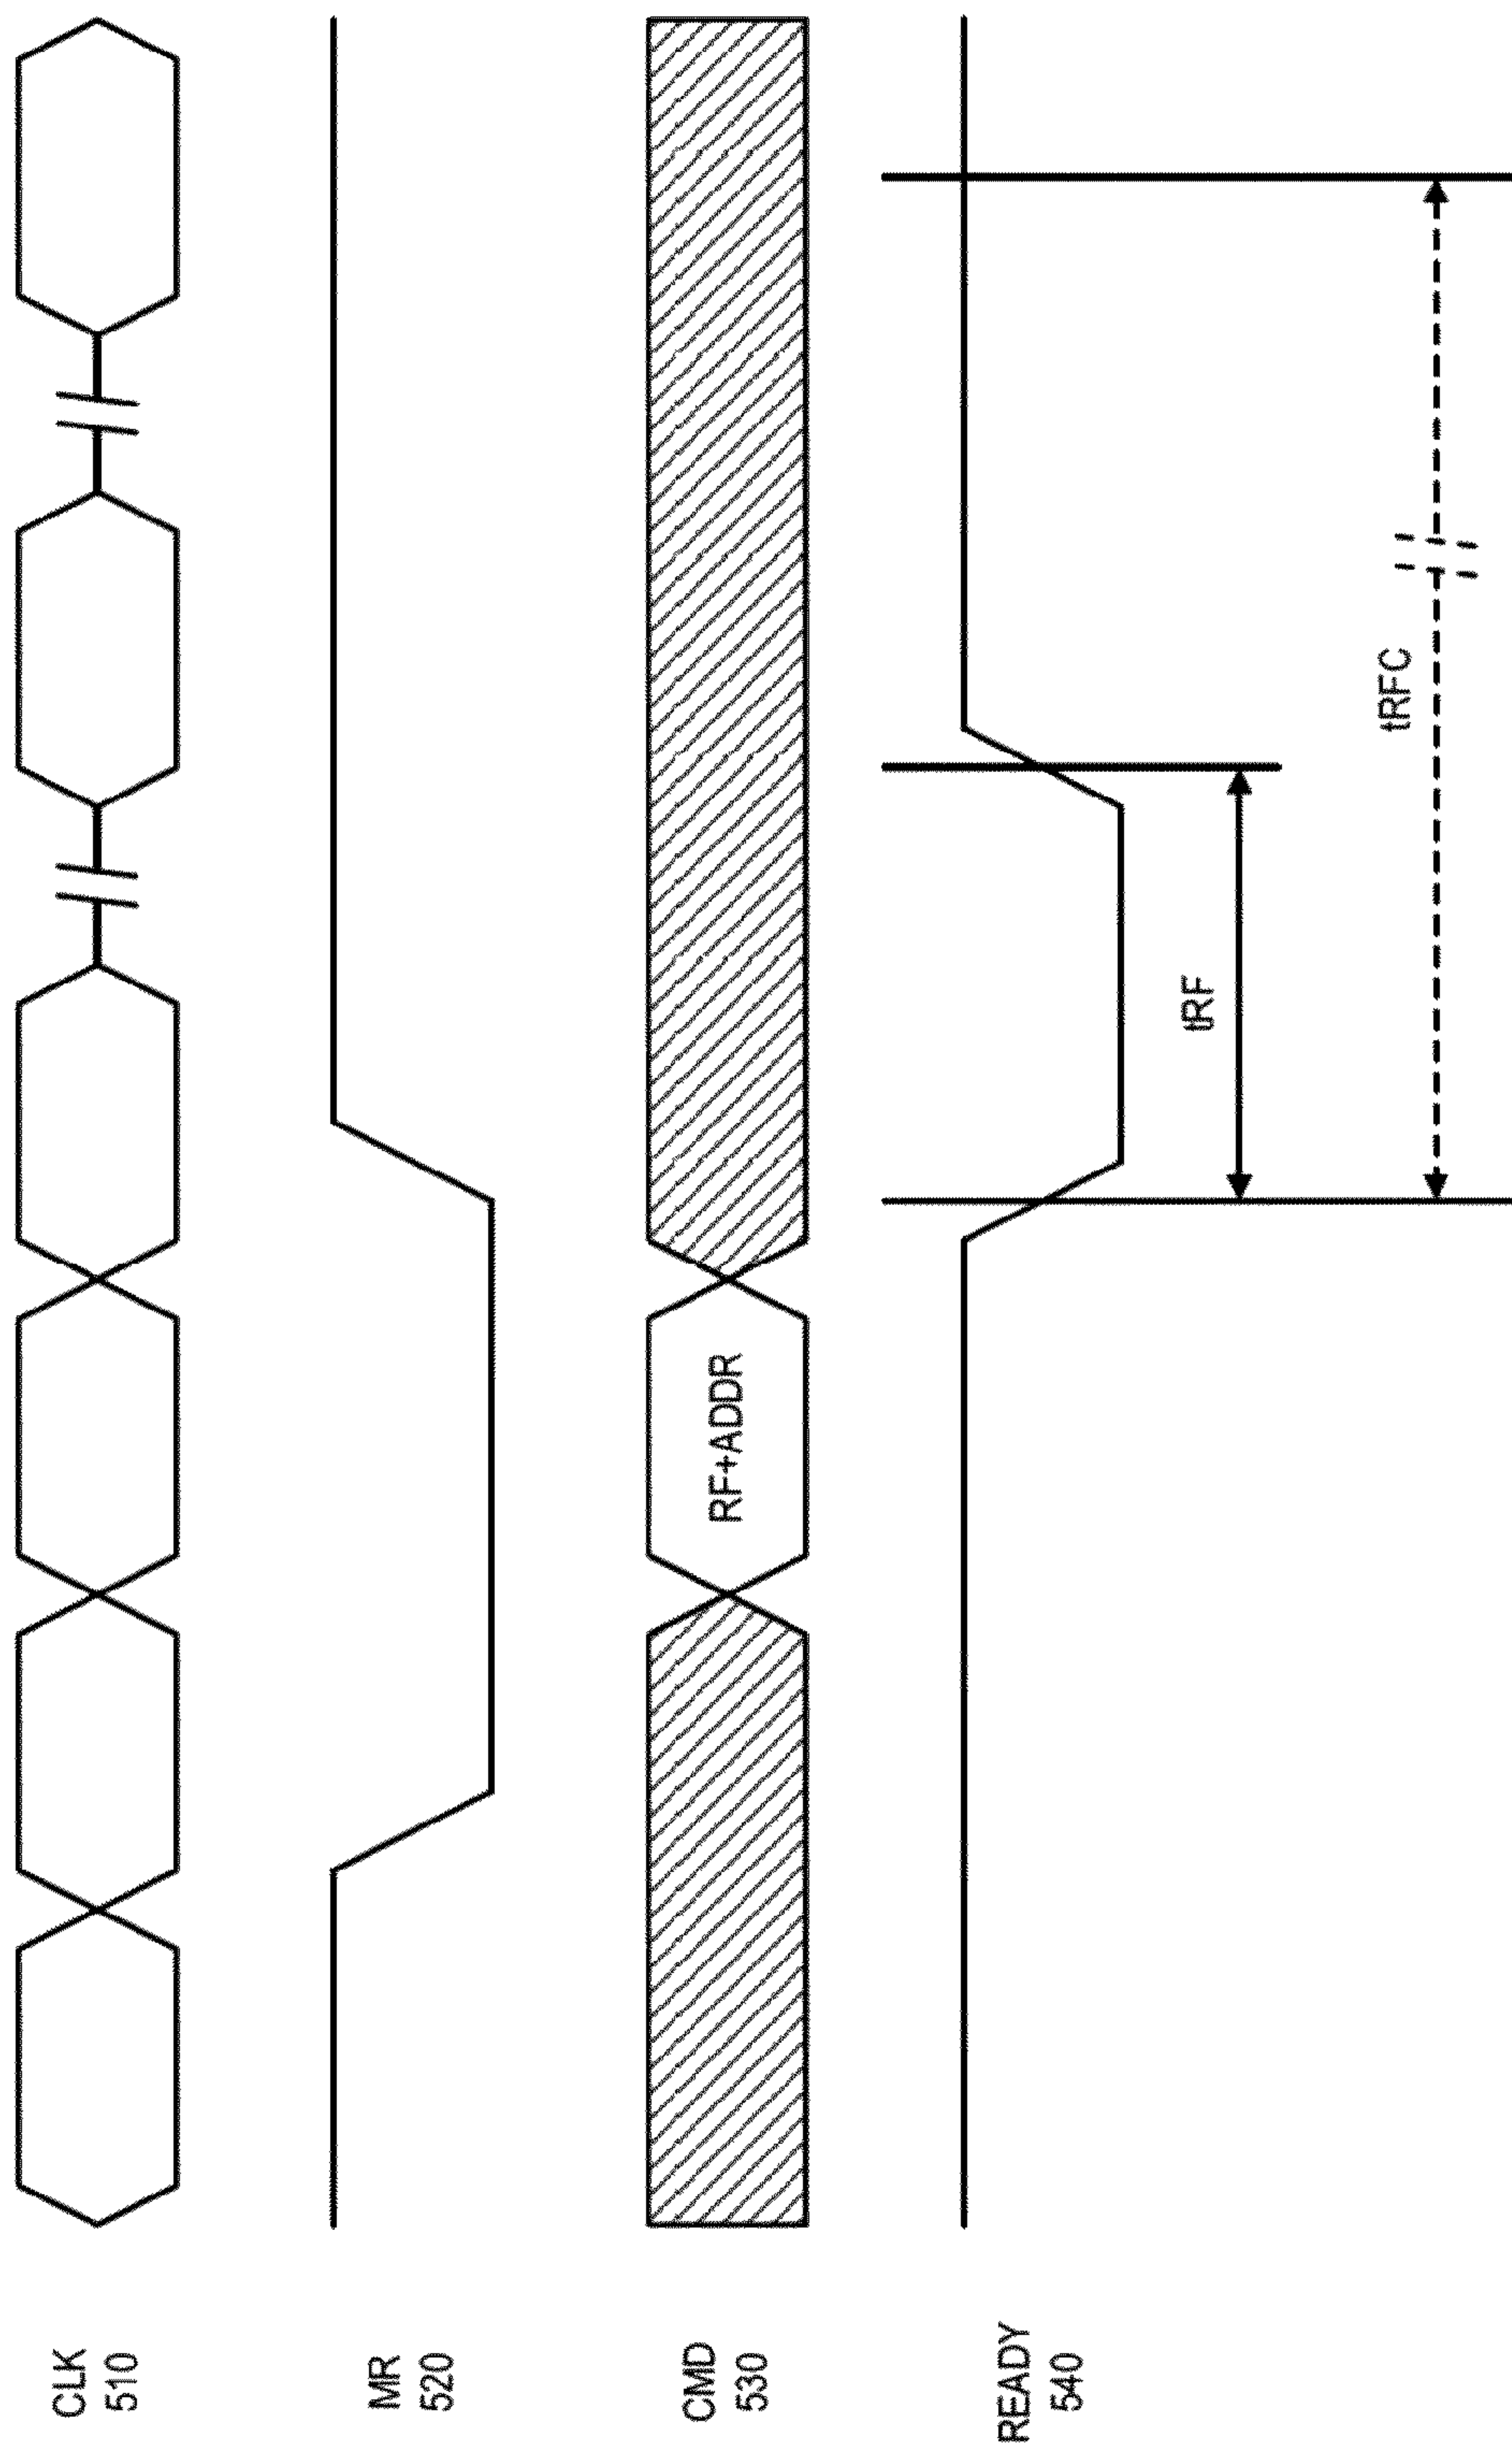 CLK
510
MR
520
CMD
530
RF+ADDR
READY
540
tRF
tRFC